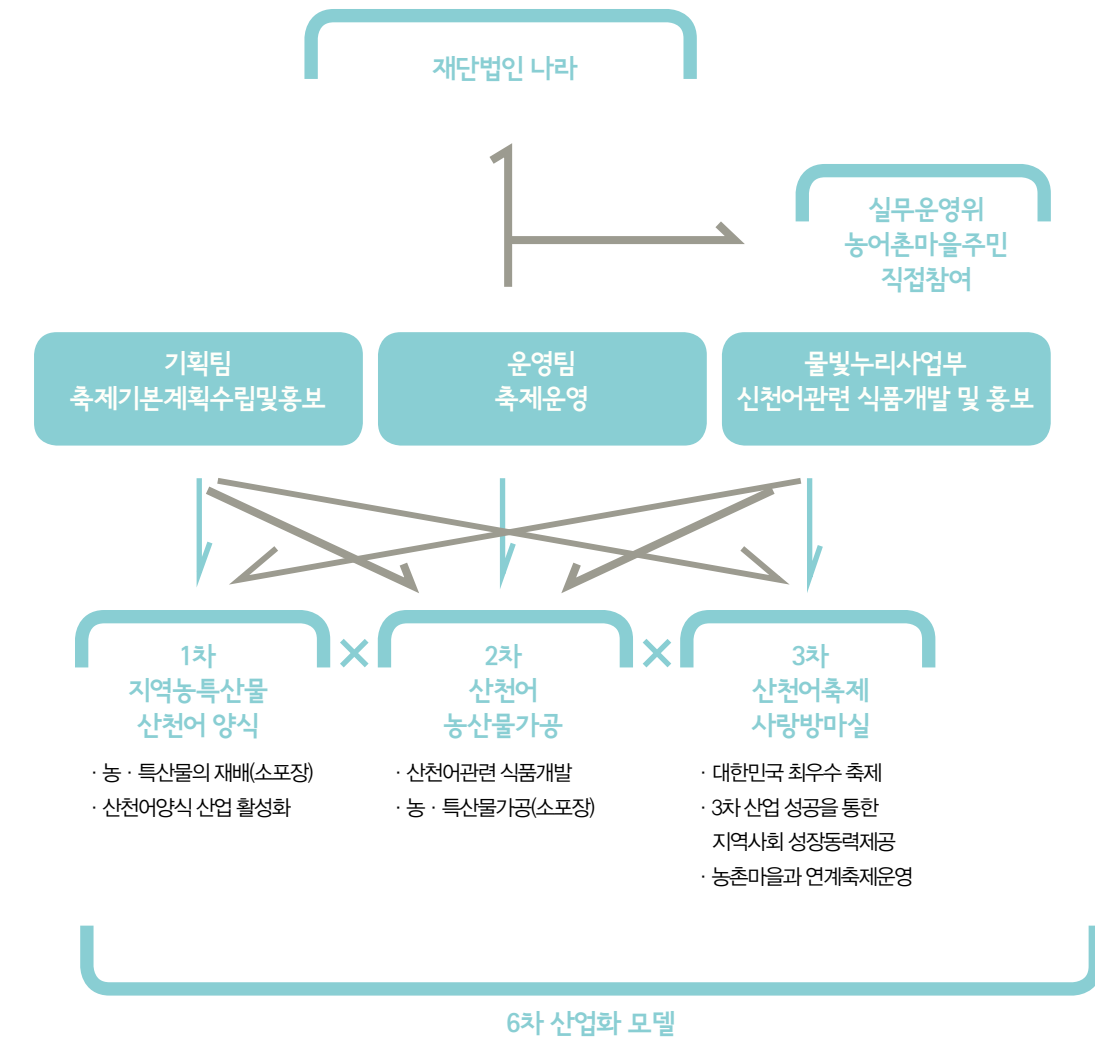 재단법인 나라
실무운영위
농어촌마을주민
직접참여
기획팀
축제기본계획수립및홍보
운영팀
축제운영
물빛누리사업부
신천어관련 식품개발 및 홍보
1차
지역농특산물
산천어 양식
· 농 · 특산물의 재배(소포장)
· 산천어양식 산업 활성화
×
2차
산천어
농산물가공
· 산천어관련 식품개발
· 농 · 특산물가공(소포장)
×
3차
산천어축제
사랑방마실
· 대한민국 최우수 축제
· 3차 산업 성공을 통한
지역사회 성장동력제공
· 농촌마을과 연계축제운영
6차 산업화 모델